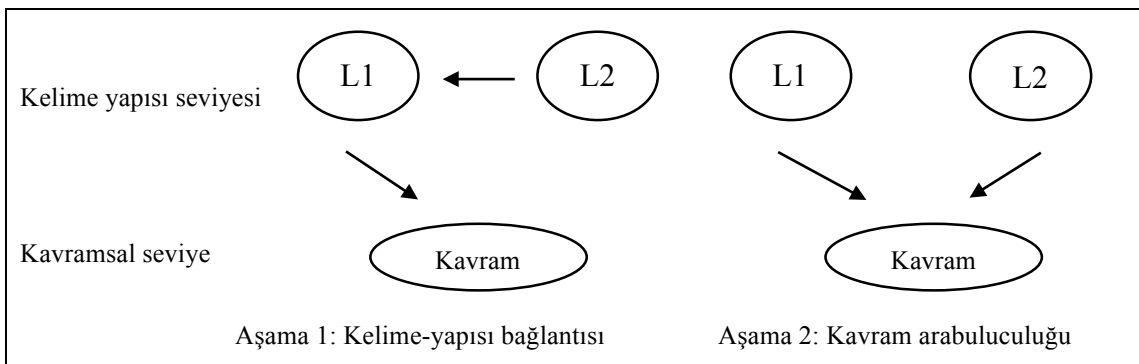 L1 L2 L1 L2
Kelime yapısı seviyesi
Kavramsal seviye
Kavram Kavram
Aşama 1: Kelime-yapısı bağlantısı
Aşama 2: Kavram arabuluculuğu